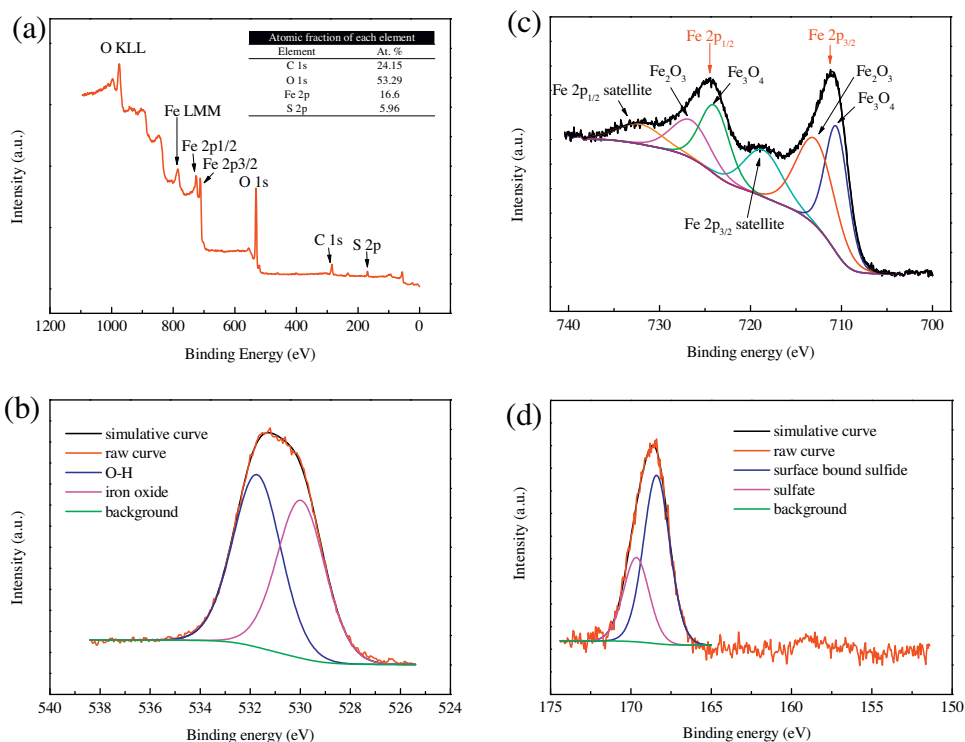 (a)
O KLL
Fe LMM
Fe 2p1/2
Fe 2p3/2
O 1s
C 1s
S 2p
Atomic fraction of each element
Element At. %
C 1s 24.15
O 1s 53.29
Fe 2p 16.6
S 2p 5.96
Intensity (a.u.)
1200 1000 800 600 400 200 0
Binding Energy (eV)
(c)
Fe 2p1/2
Fe 2p3/2
Fe2O3
Fe3O4
Fe2O3
Fe3O4
Fe 2p1/2 satellite
Fe 2p3/2 satellite
Intensity (a.u.)
740 730 720 710 700
Binding energy (eV)
(b)
simulative curve
raw curve
O-H
iron oxide
background
Intensity (a.u.)
540 538 536 534 532 530 528 526 524
Binding energy (eV)
(d)
simulative curve
raw curve
surface bound sulfide
sulfate
background
Intensity (a.u.)
175 170 165 160 155 150
Binding energy (eV)